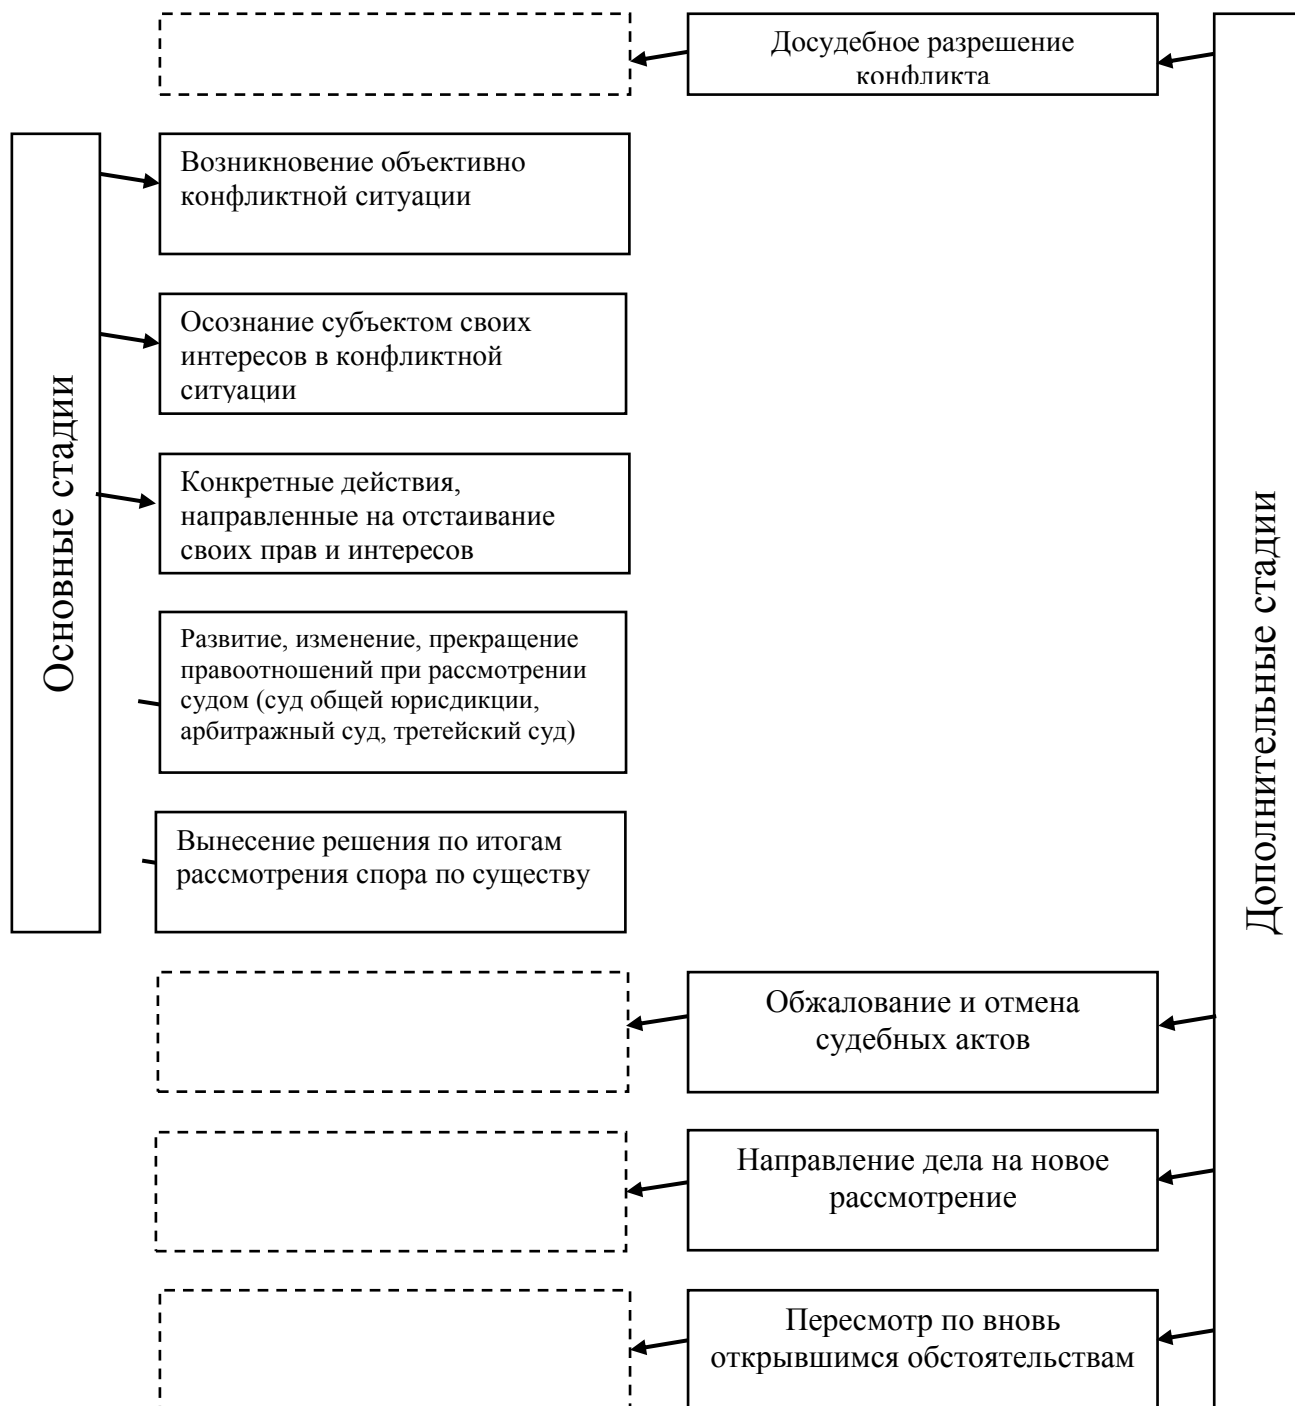 Досудебное разрешение
конфликта
Возникновение объективно
конфликтной ситуации
Осознание субъектом своих
интересов в конфликтной
ситуации
Конкретные действия,
направленные на отстаивание
своих прав и интересов
Развитие, изменение, прекращение
правоотношений при рассмотрении
судом (суд общей юрисдикции,
арбитражный суд, третейский суд)
Вынесение решения по итогам
рассмотрения спора по существу
Основные стадии
Обжалование и отмена
судебных актов
Направление дела на новое
рассмотрение
Пересмотр по вновь
открывшимся обстоятельствам
Дополнительные стадии